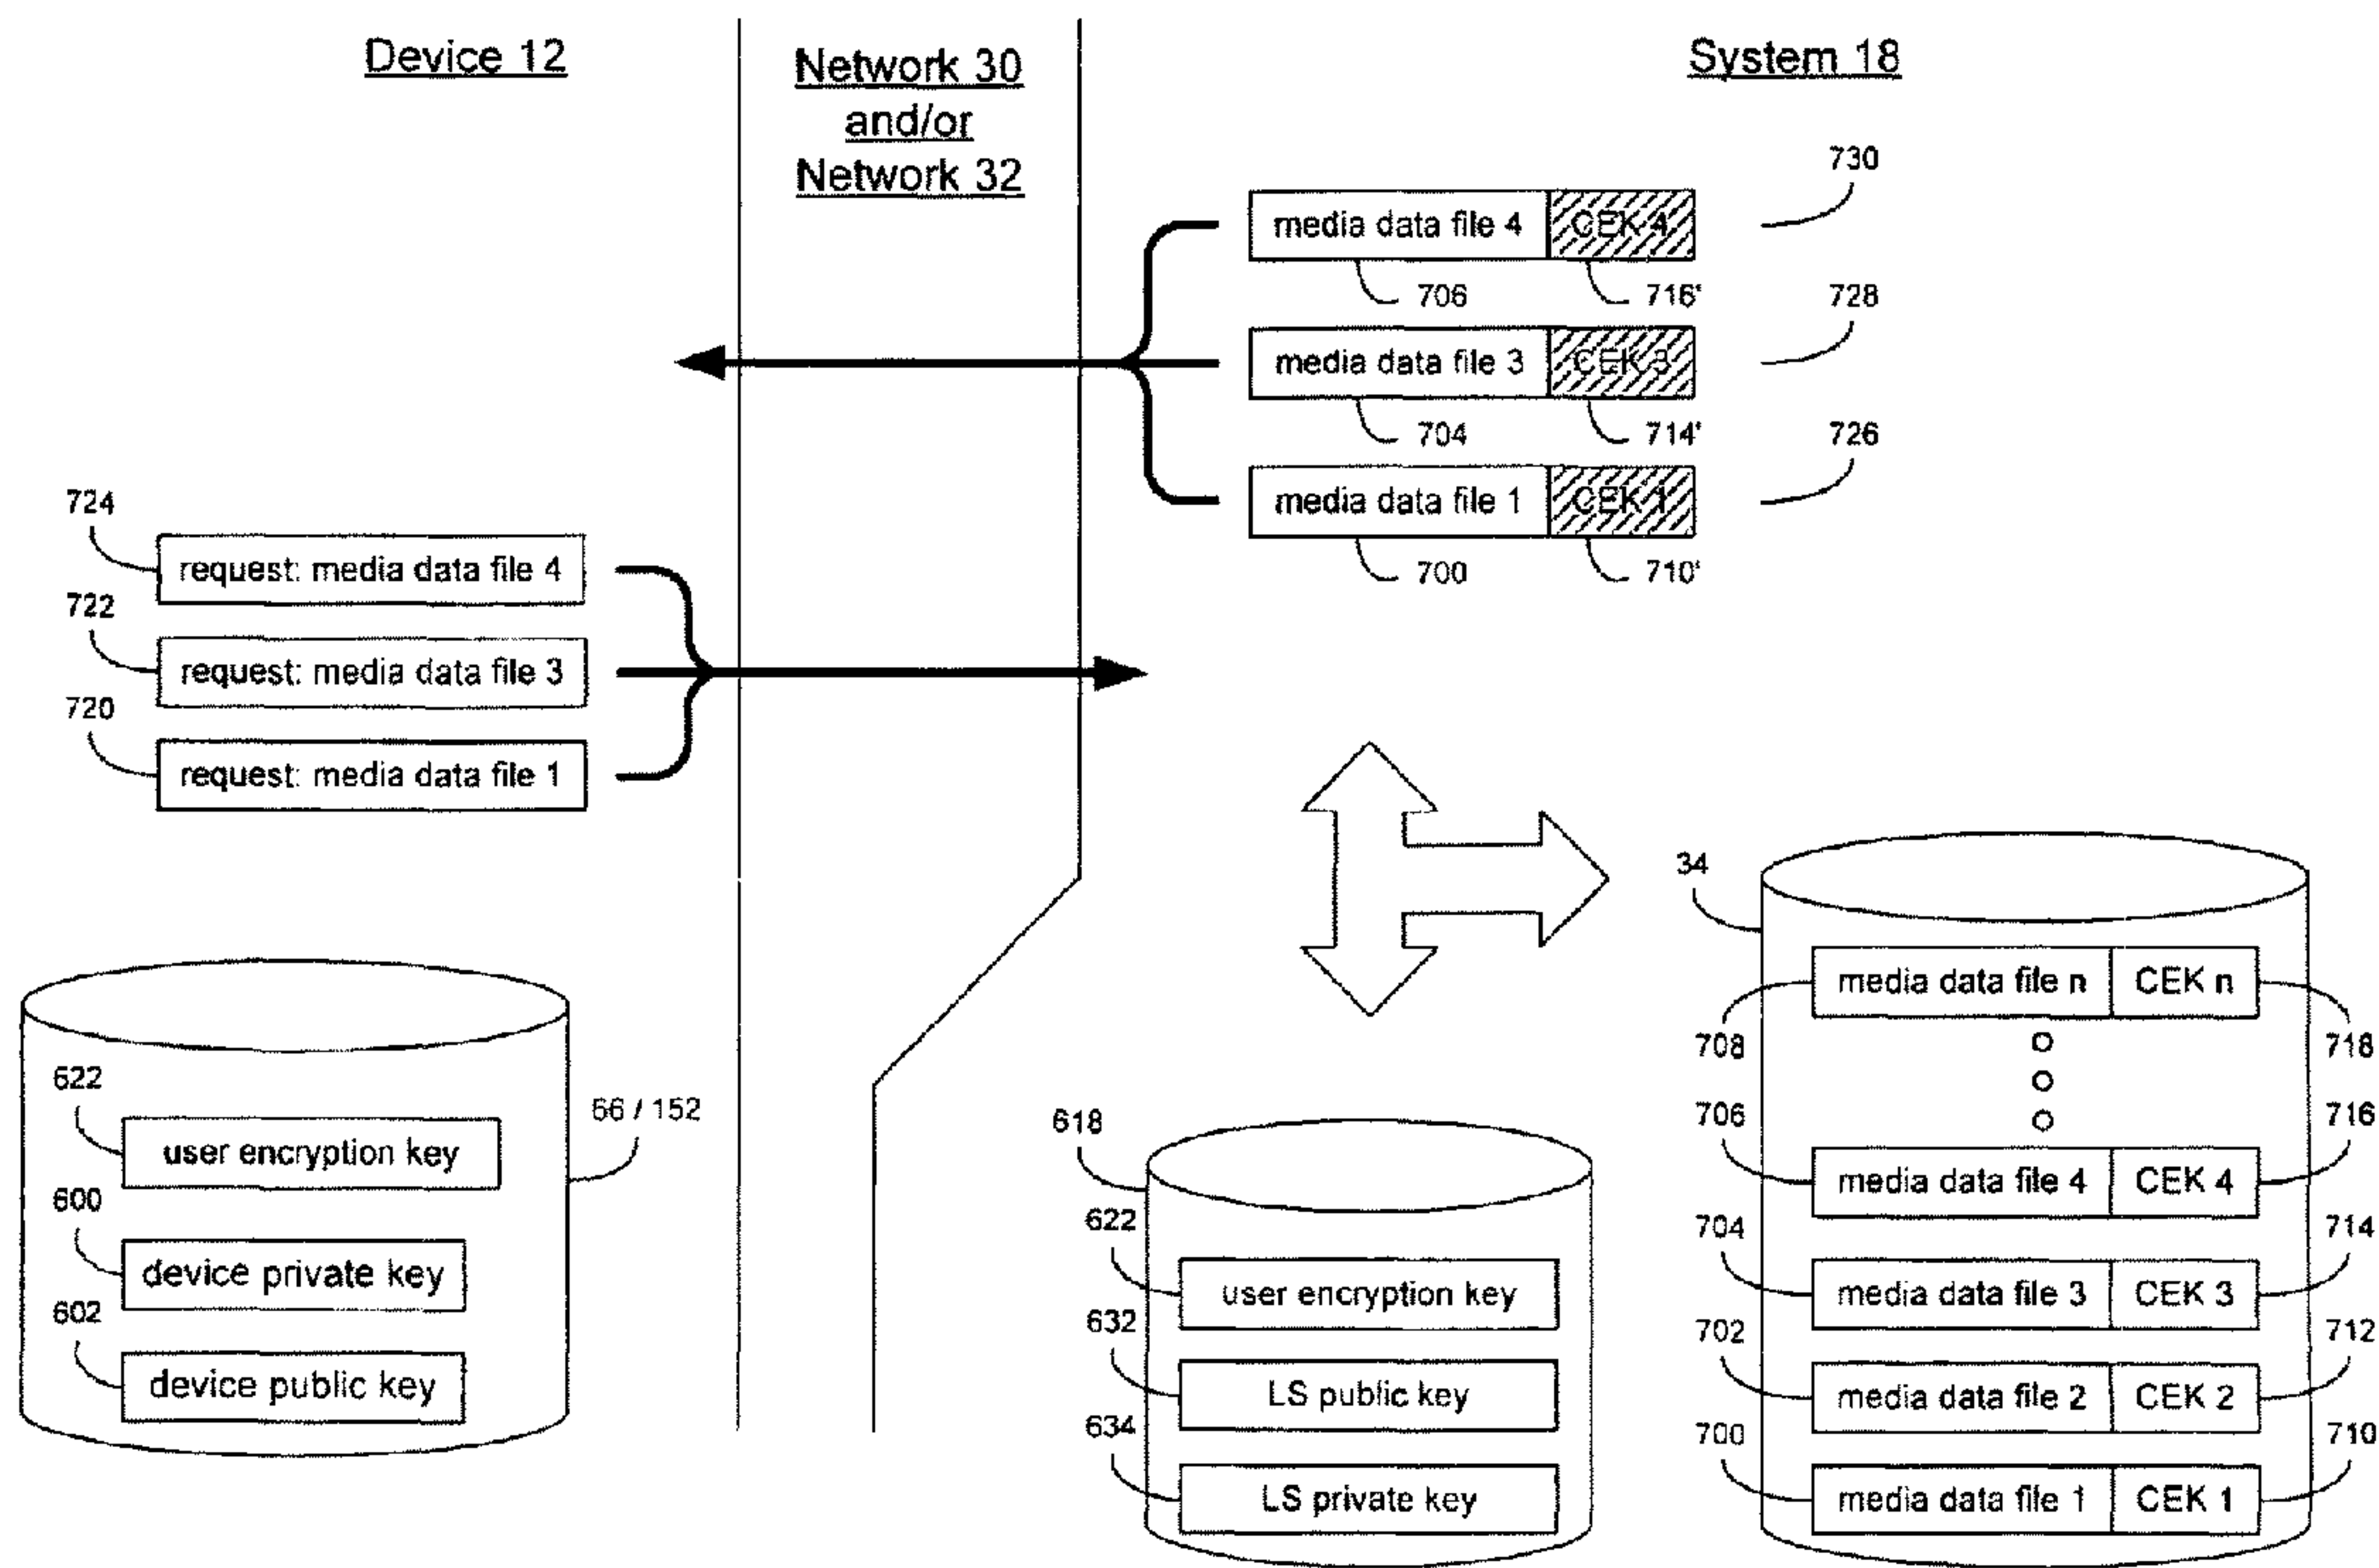 Device 12
Network 30
and/or
Network 32
System 18
730
media data file 4 CEK 4
706 716'
728
media data file 3 CEK 3
704 714'
726
media data file 1 CEK 1
700 710'
724
request: media data file 4
722
request: media data file 3
720
request: media data file 1
66 / 152
622
user encryption key
600
device private key
602
device public key
618
622
user encryption key
632
LS public key
634
LS private key
34
media data file n CEK n
708 718
706 716
media data file 4 CEK 4
704 714
media data file 3 CEK 3
702 712
media data file 2 CEK 2
700 710
media data file 1 CEK 1